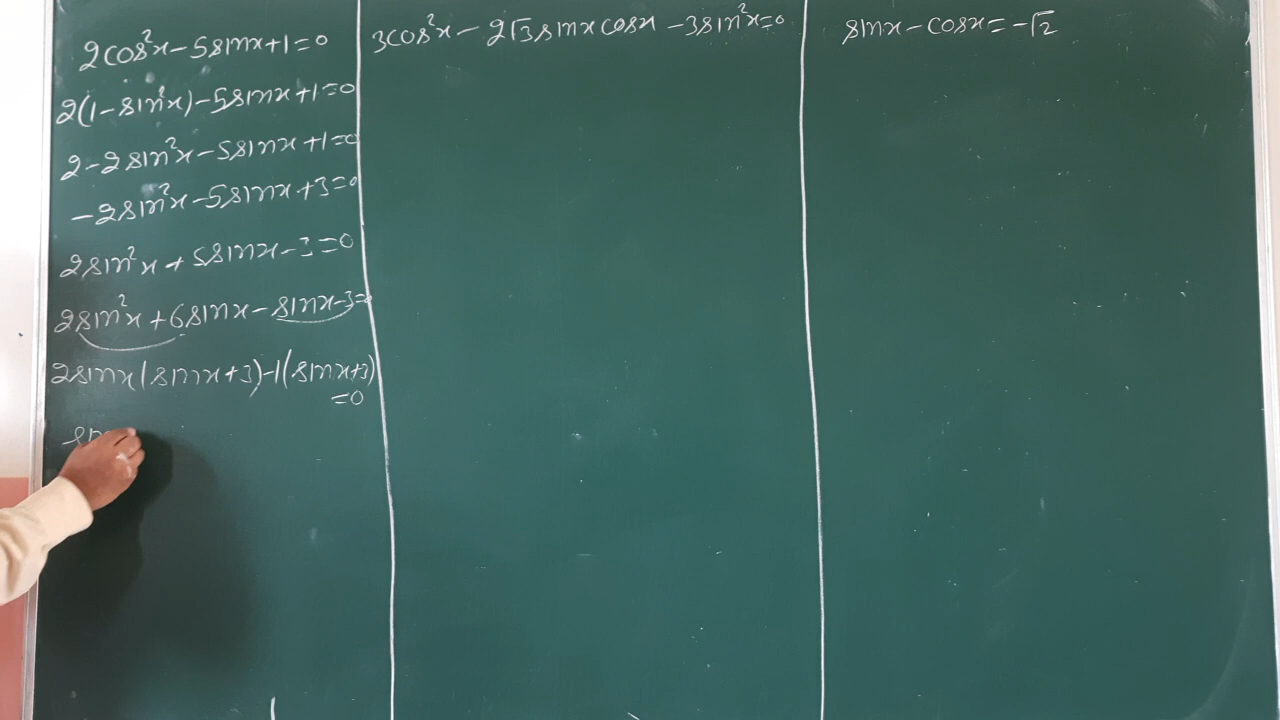 2cos²x - 5sinx + 1 = 0
2(1 - sin²x) - 5sinx + 1 = 0
2 - 2sin²x - 5sinx + 1 = 0
- 2sin²x - 5sinx + 3 = 0
2sin²x + 5sinx - 3 = 0
2sin²x + 6sinx - sinx - 3 = 0
2sinx(sinx + 3) - 1(sinx + 3)
= 0
3cos²x - 2√3sinxcosx - 3sin²x = 0
sinx - cosx = -√2